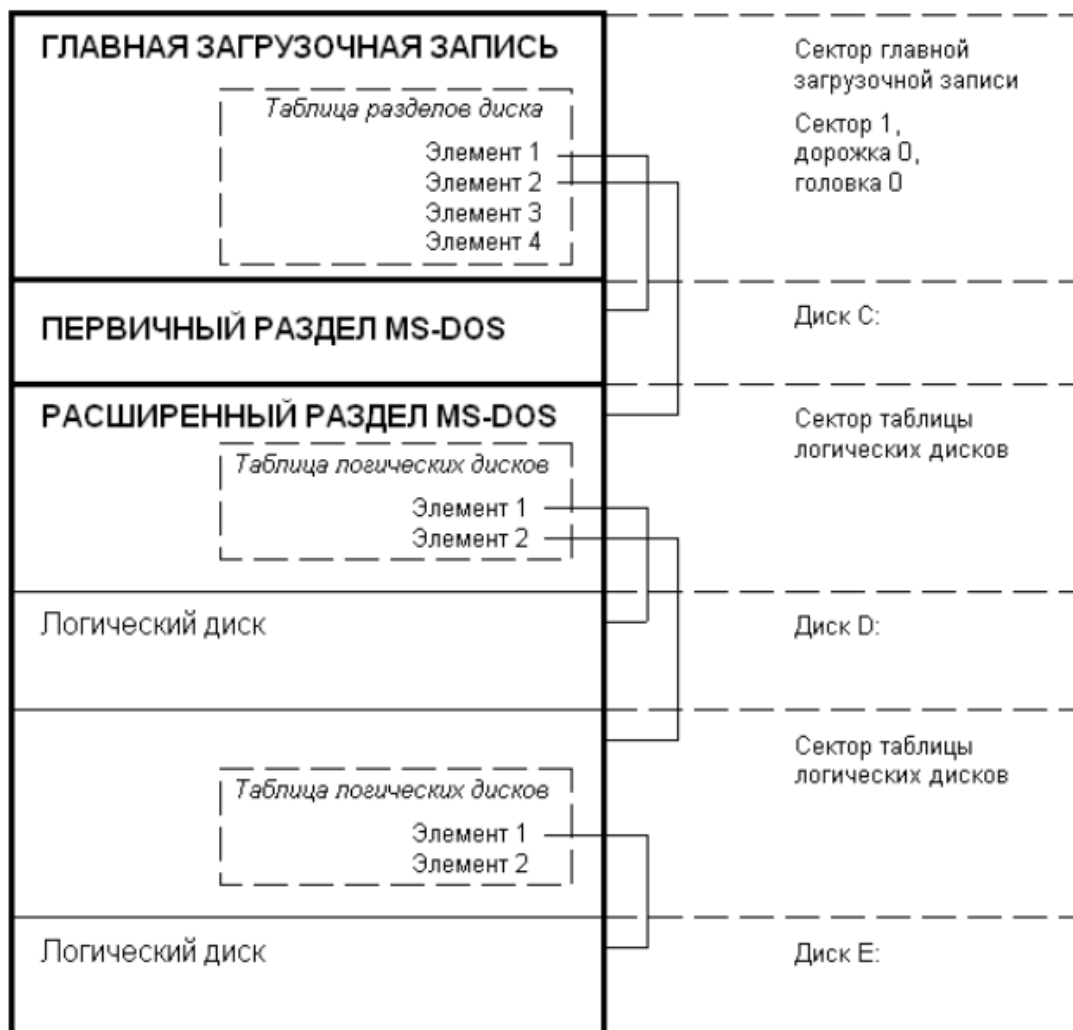 ГЛАВНАЯ ЗАГРУЗОЧНАЯ ЗАПИСЬ
Таблица разделов диска
Элемент 1
Элемент 2
Элемент 3
Элемент 4
Сектор главной
загрузочной записи
Сектор 1,
дорожка 0,
головка 0
ПЕРВИЧНЫЙ РАЗДЕЛ MS-DOS
Диск C:
РАСШИРЕННЫЙ РАЗДЕЛ MS-DOS
Таблица логических дисков
Элемент 1
Элемент 2
Сектор таблицы
логических дисков
Логический диск
Диск D:
Таблица логических дисков
Элемент 1
Элемент 2
Сектор таблицы
логических дисков
Логический диск
Диск E: